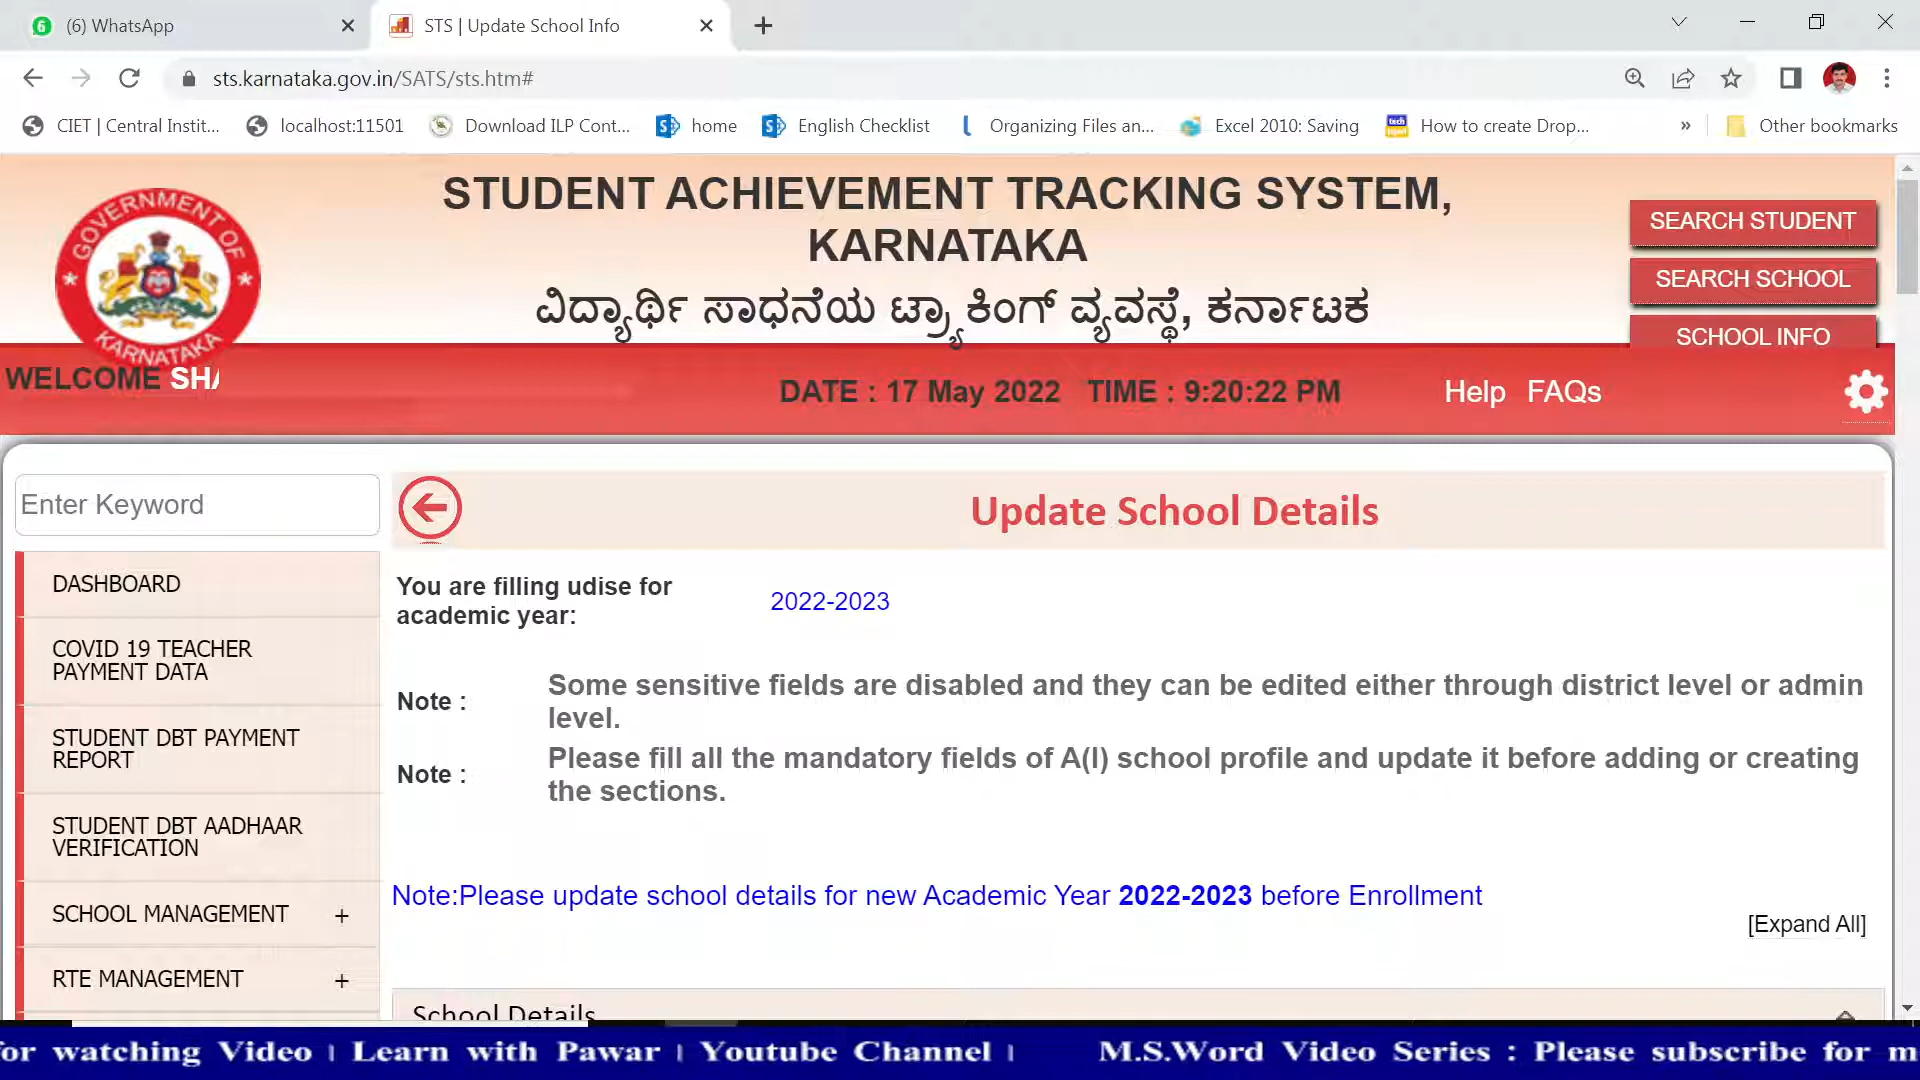 (6) WhatsApp
STS | Update School Info
sts.karnataka.gov.in/SATS/sts.htm#
CIET | Central Instit...
localhost:11501
Download ILP Cont...
home
English Checklist
Organizing Files an...
Excel 2010: Saving
How to create Drop...
»
Other bookmarks
GOVERNMENT OF
KARNATAKA
STUDENT ACHIEVEMENT TRACKING SYSTEM,
KARNATAKA
ವಿದ್ಯಾರ್ಥಿ ಸಾಧನೆಯ ಟ್ರ್ಯಾಕಿಂಗ್ ವ್ಯವಸ್ಥೆ, ಕರ್ನಾಟಕ
SEARCH STUDENT
SEARCH SCHOOL
SCHOOL INFO
WELCOME SHA
DATE : 17 May 2022 TIME : 9:20:22 PM
Help FAQs
Enter Keyword
DASHBOARD
COVID 19 TEACHER
PAYMENT DATA
STUDENT DBT PAYMENT
REPORT
STUDENT DBT AADHAAR
VERIFICATION
SCHOOL MANAGEMENT +
RTE MANAGEMENT +
Update School Details
You are filling udise for
academic year:
2022-2023
Note :
Some sensitive fields are disabled and they can be edited either through district level or admin
level.
Note :
Please fill all the mandatory fields of A(I) school profile and update it before adding or creating
the sections.
Note:Please update school details for new Academic Year 2022-2023 before Enrollment
[Expand All]
School Details
for watching Video | Learn with Pawar | Youtube Channel | M.S.Word Video Series : Please subscribe for m